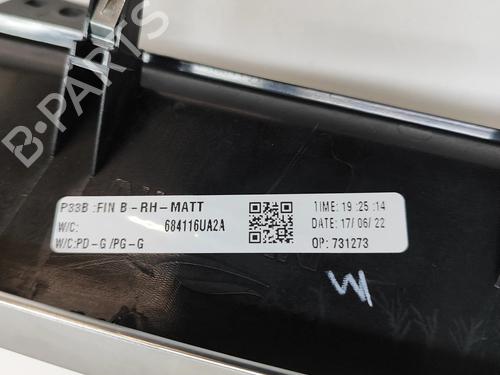 B-PARTS
P33B :FIN B-RH-MATT
W/C: 684116UA2A
W/C:PD-G/PG-G
TIME: 19:25:14
DATE: 17/06/22
OP: 731273
W